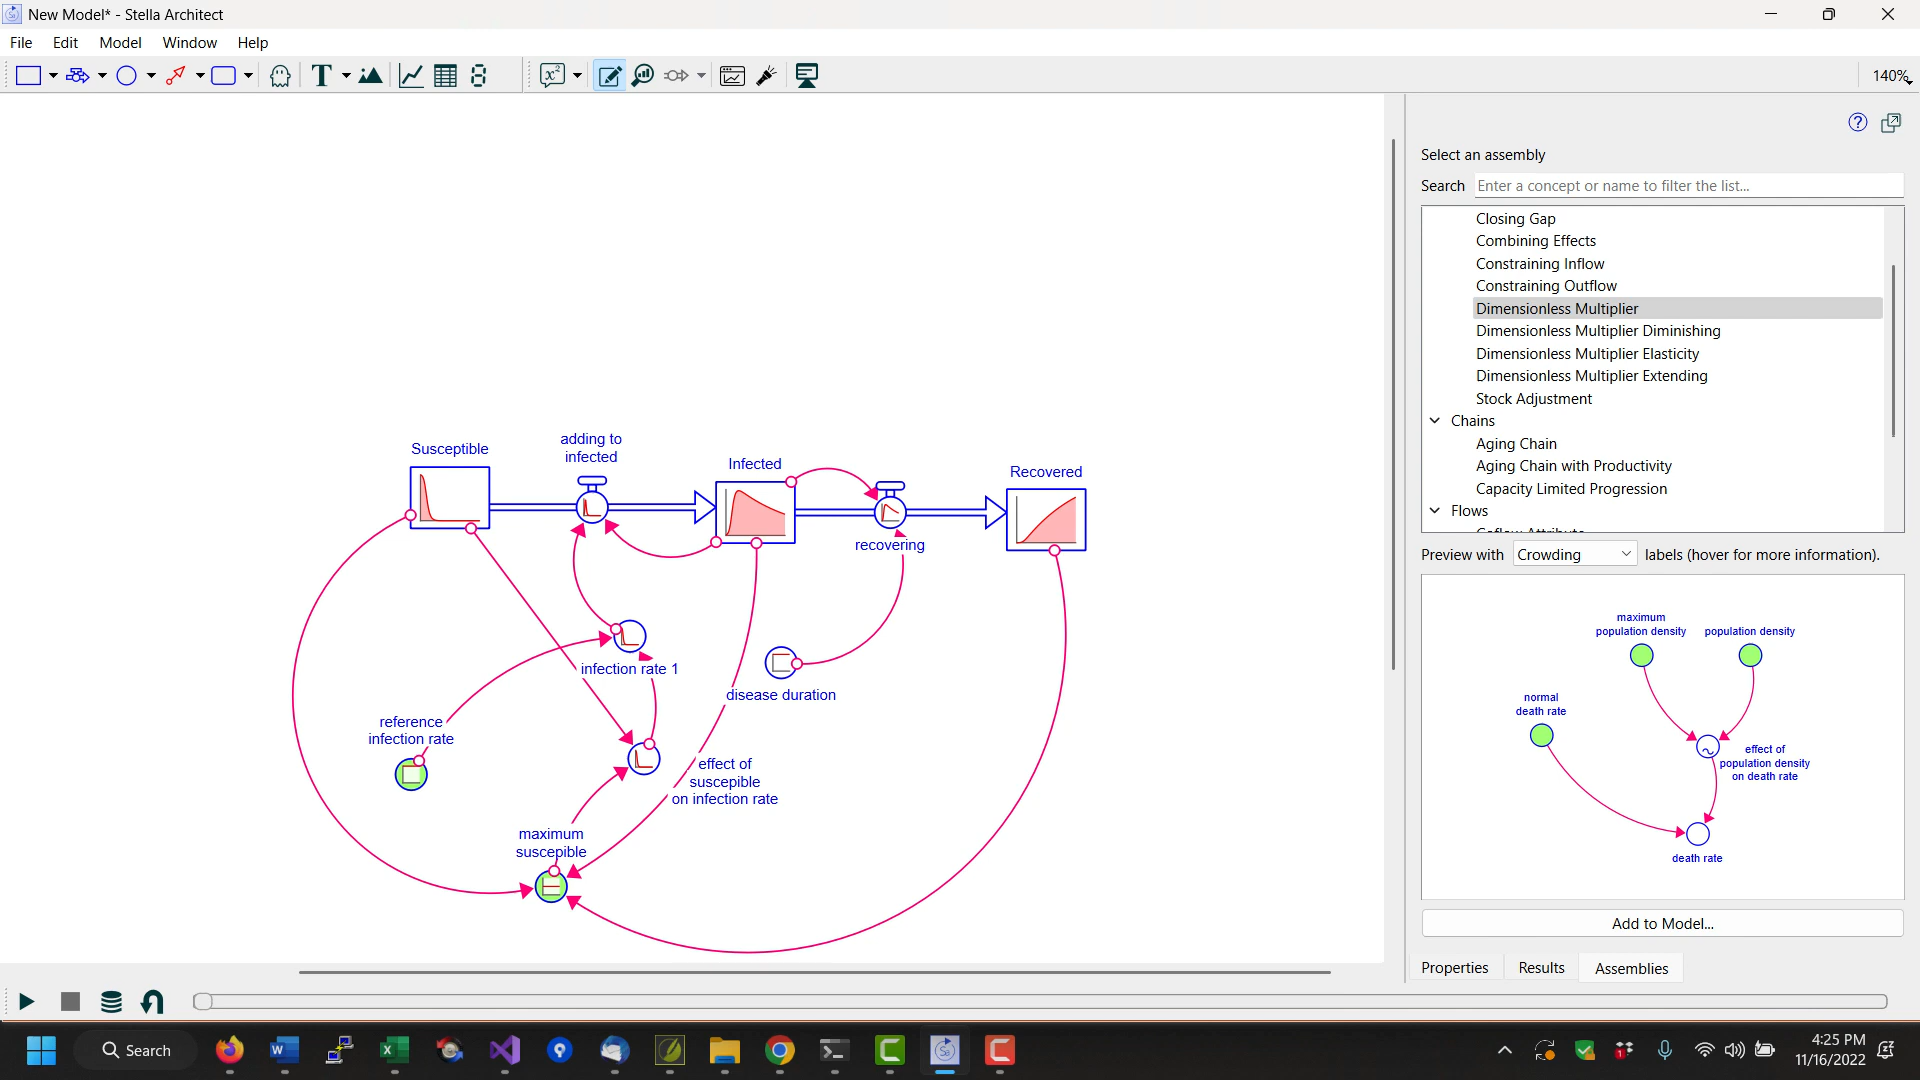 New Model* - Stella Architect
File Edit Model Window Help
T
x²
140%
Select an assembly
Search Enter a concept or name to filter the list...
Closing Gap
Combining Effects
Constraining Inflow
Constraining Outflow
Dimensionless Multiplier
Dimensionless Multiplier Diminishing
Dimensionless Multiplier Elasticity
Dimensionless Multiplier Extending
Stock Adjustment
Chains
Aging Chain
Aging Chain with Productivity
Capacity Limited Progression
Flows
Preview with Crowding labels (hover for more information).
maximum
population density
population density
normal
death rate
effect of
population density
on death rate
death rate
Add to Model...
Properties Results Assemblies
Susceptible
adding to
infected
Infected
recovering
Recovered
infection rate 1
disease duration
reference
infection rate
effect of
suscepible
on infection rate
maximum
suscepible
Search
4:25 PM
11/16/2022